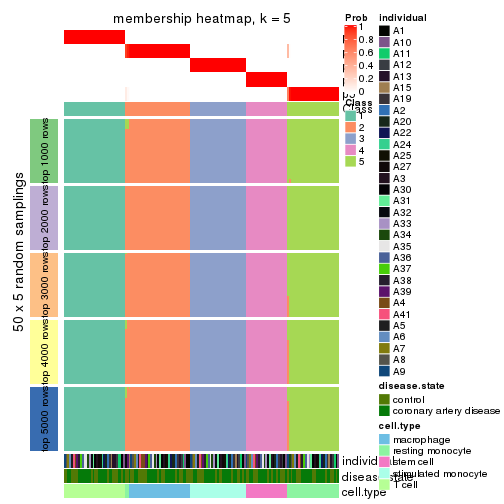 membership heatmap, k = 5
50 x 5 random samplings
top 1000 rows
top 2000 rows
top 3000 rows
top 4000 rows
top 5000 rows
individual
disease.state
cell.type
Prob
1
0.8
0.6
0.4
0.2
0
Class
1
2
3
4
5
individual
A1
A10
A11
A12
A13
A15
A19
A2
A20
A22
A24
A25
A27
A3
A30
A31
A32
A33
A34
A35
A36
A37
A38
A39
A4
A41
A5
A6
A7
A8
A9
disease.state
control
coronary artery disease
cell.type
macrophage
resting monocyte
stem cell
stimulated monocyte
T cell